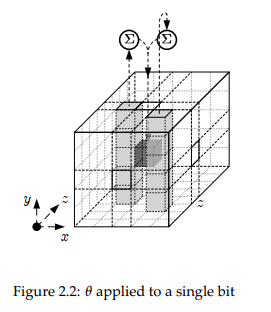 Σ Σ
y z
z
x
Figure 2.2: θ applied to a single bit